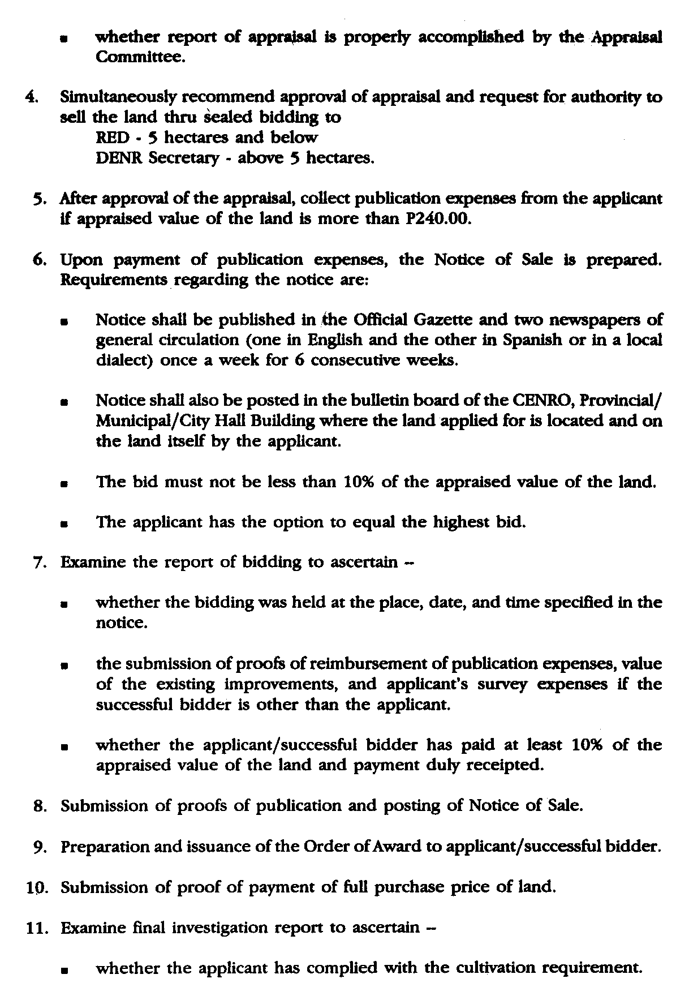 ▪ whether report of appraisal is properly accomplished by the Appraisal
Committee.
4. Simultaneously recommend approval of appraisal and request for authority to
sell the land thru sealed bidding to
RED - 5 hectares and below
DENR Secretary - above 5 hectares.
5. After approval of the appraisal, collect publication expenses from the applicant
if appraised value of the land is more than P240.00.
6. Upon payment of publication expenses, the Notice of Sale is prepared.
Requirements regarding the notice are:
▪ Notice shall be published in the Official Gazette and two newspapers of
general circulation (one in English and the other in Spanish or in a local
dialect) once a week for 6 consecutive weeks.
▪ Notice shall also be posted in the bulletin board of the CENRO, Provincial/
Municipal/City Hall Building where the land applied for is located and on
the land itself by the applicant.
▪ The bid must not be less than 10% of the appraised value of the land.
▪ The applicant has the option to equal the highest bid.
7. Examine the report of bidding to ascertain --
▪ whether the bidding was held at the place, date, and time specified in the
notice.
▪ the submission of proofs of reimbursement of publication expenses, value
of the existing improvements, and applicant's survey expenses if the
successful bidder is other than the applicant.
▪ whether the applicant/successful bidder has paid at least 10% of the
appraised value of the land and payment duly receipted.
8. Submission of proofs of publication and posting of Notice of Sale.
9. Preparation and issuance of the Order of Award to applicant/successful bidder.
10. Submission of proof of payment of full purchase price of land.
11. Examine final investigation report to ascertain --
▪ whether the applicant has complied with the cultivation requirement.